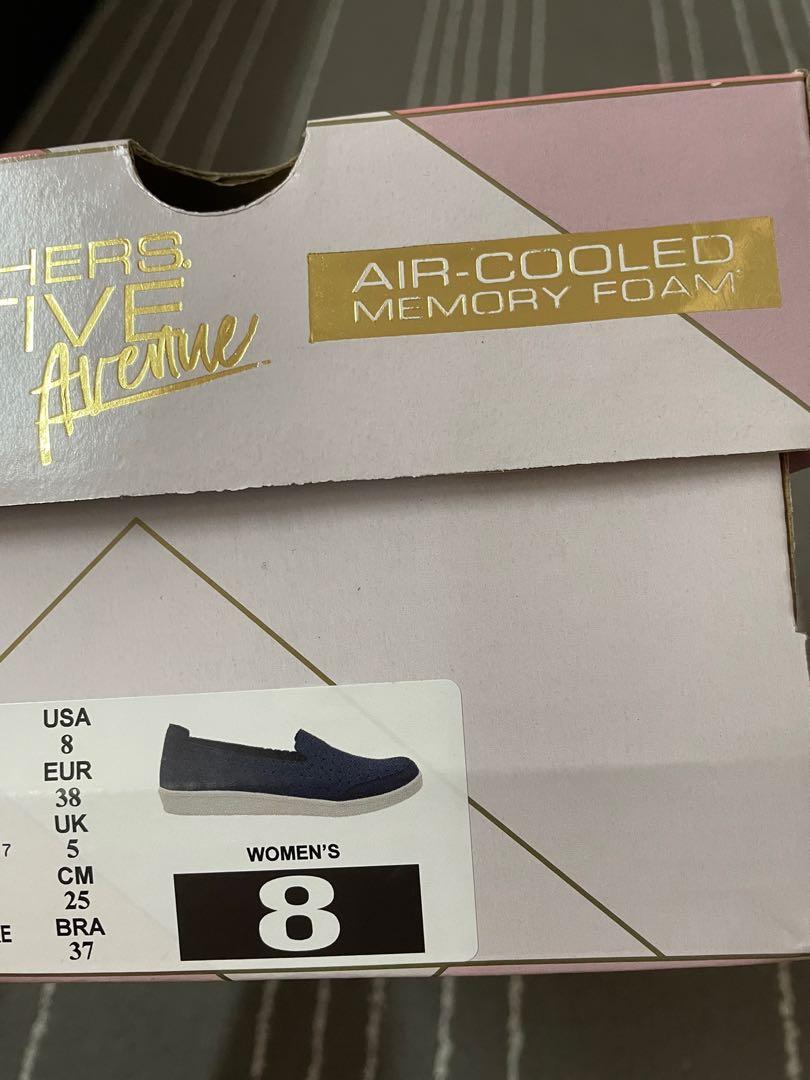 HERS.
TIVE
Avenue
AIR-COOLED
MEMORY FOAM
USA
8
EUR
38
UK
7
5
CM
25
E
BRA
37
WOMEN'S
8